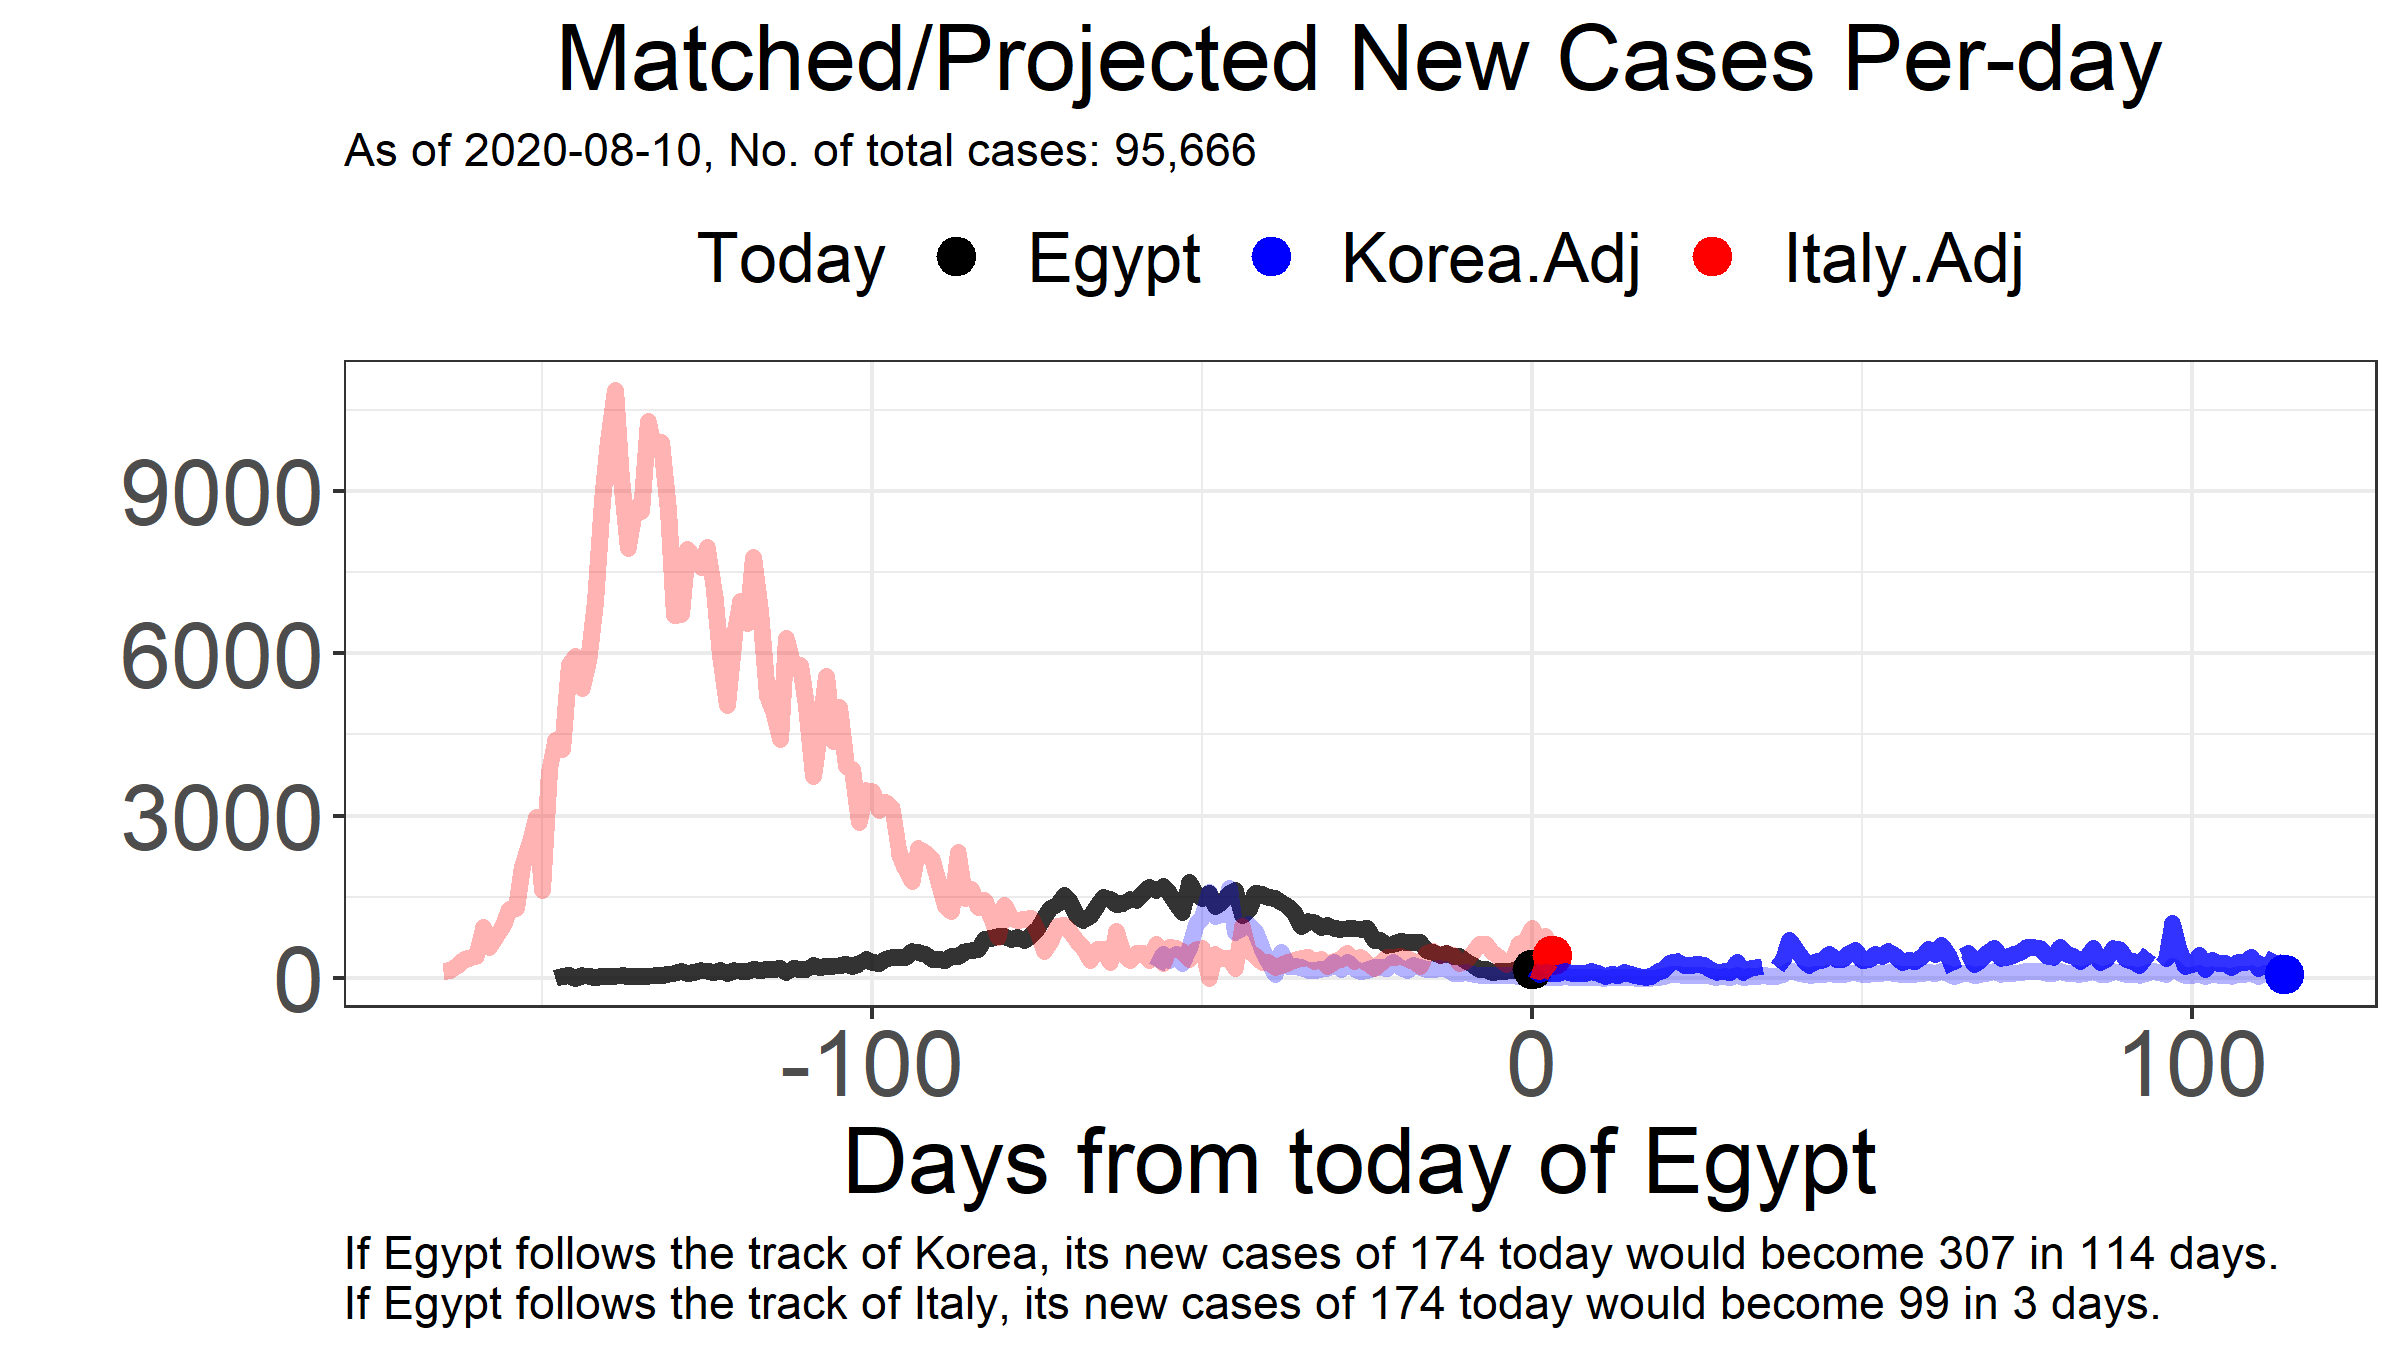 Matched/Projected New Cases Per-day
As of 2020-08-10, No. of total cases: 95,666
Today Egypt Korea.Adj Italy.Adj
9000
6000
3000
0
-100 0 100
Days from today of Egypt
If Egypt follows the track of Korea, its new cases of 174 today would become 307 in 114 days.
If Egypt follows the track of Italy, its new cases of 174 today would become 99 in 3 days.